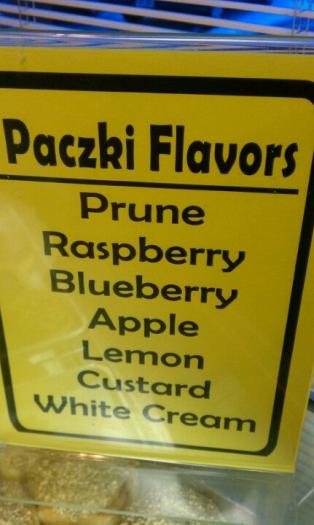 Paczki Flavors
Prune
Raspberry
Blueberry
Apple
Lemon
Custard
White Cream